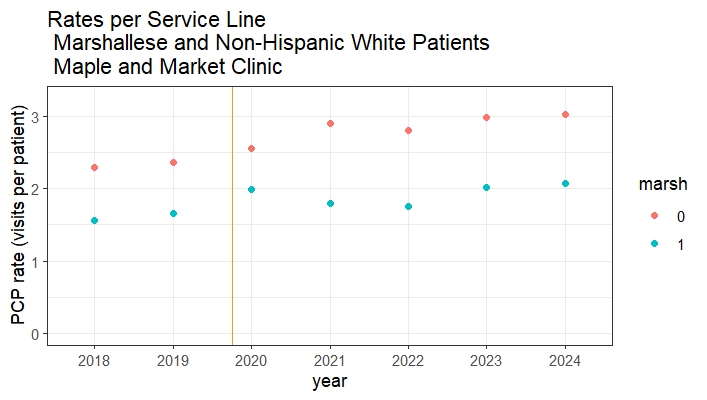 Rates per Service Line
Marshallese and Non-Hispanic White Patients
Maple and Market Clinic
PCP rate (visits per patient)
3
2
1
0
2018 2019 2020 2021 2022 2023 2024
year
marsh
0
1